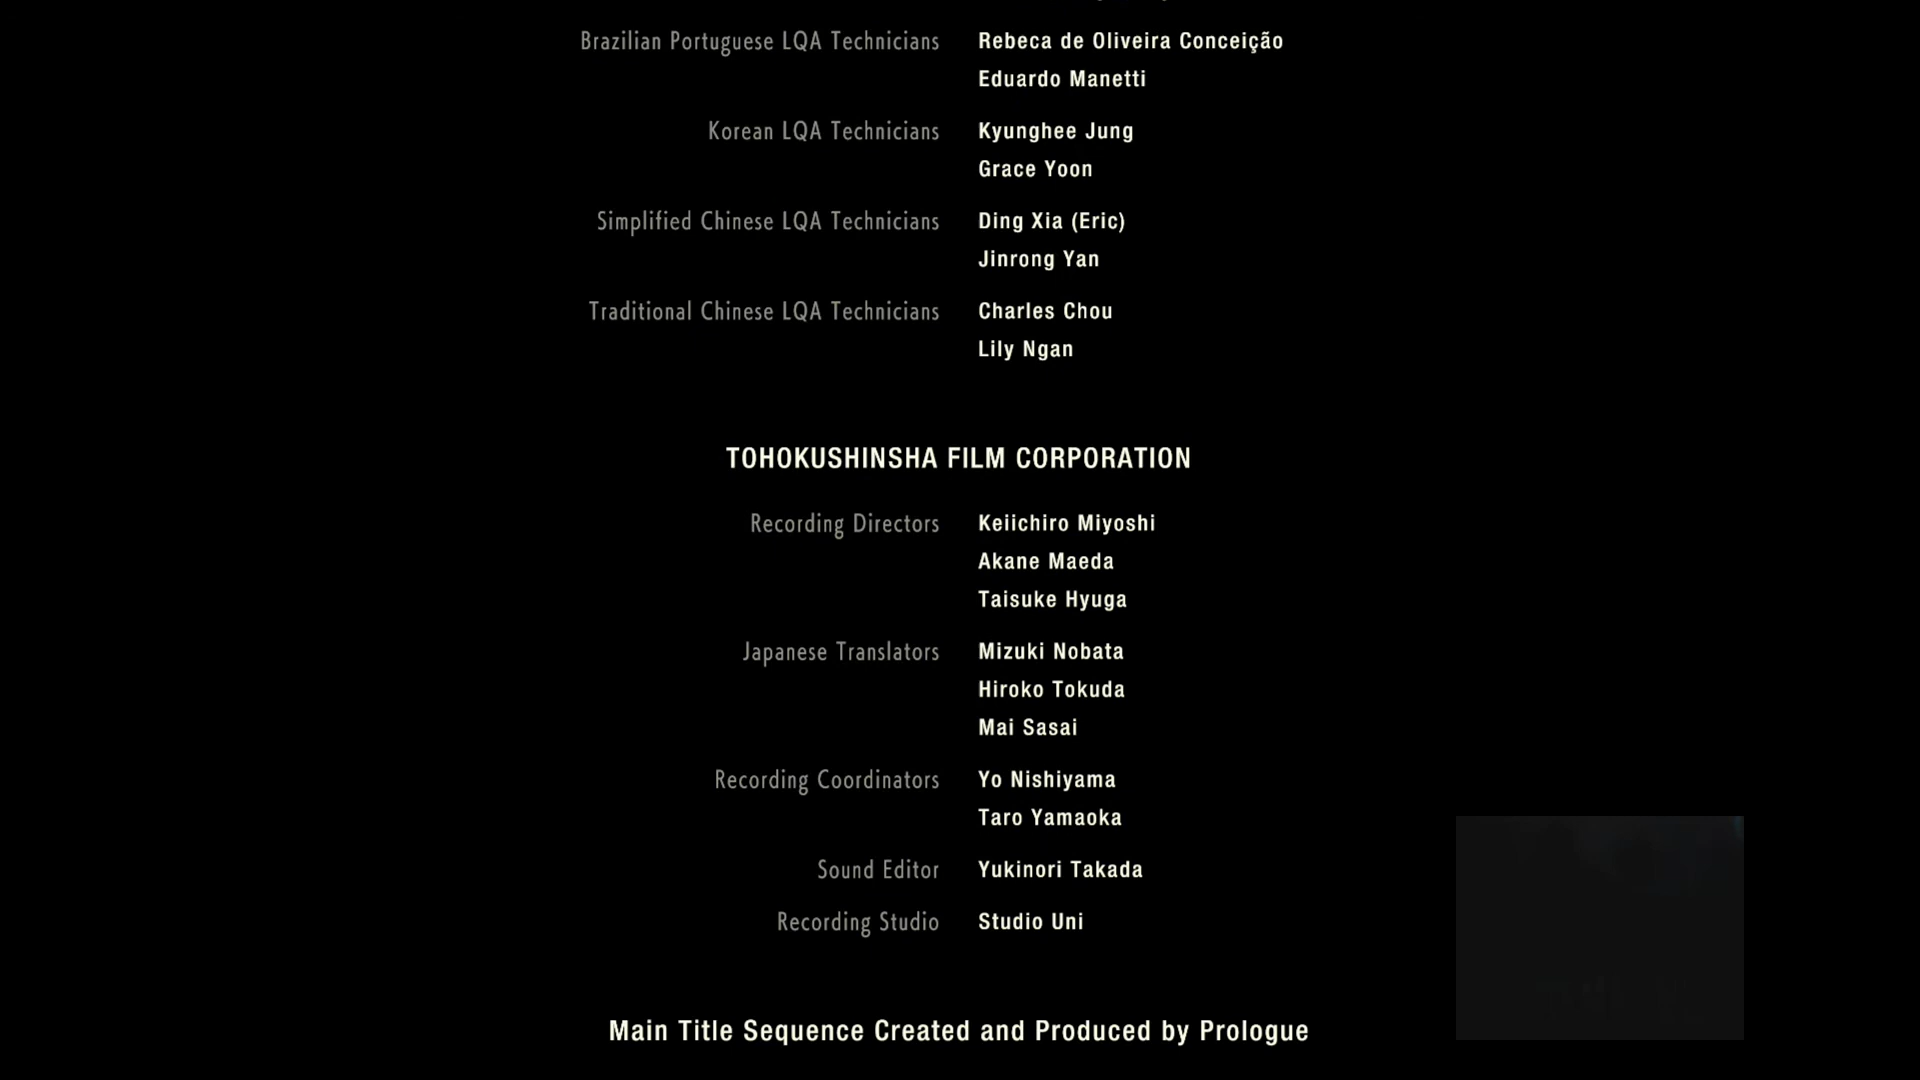 Brazilian Portuguese LQA Technicians Rebeca de Oliveira Conceição
Eduardo Manetti
Korean LQA Technicians Kyunghee Jung
Grace Yoon
Simplified Chinese LQA Technicians Ding Xia (Eric)
Jinrong Yan
Traditional Chinese LQA Technicians Charles Chou
Lily Ngan
TOHOKUSHINSHA FILM CORPORATION
Recording Directors Keiichiro Miyoshi
Akane Maeda
Taisuke Hyuga
Japanese Translators Mizuki Nobata
Hiroko Tokuda
Mai Sasai
Recording Coordinators Yo Nishiyama
Taro Yamaoka
Sound Editor Yukinori Takada
Recording Studio Studio Uni
Main Title Sequence Created and Produced by Prologue